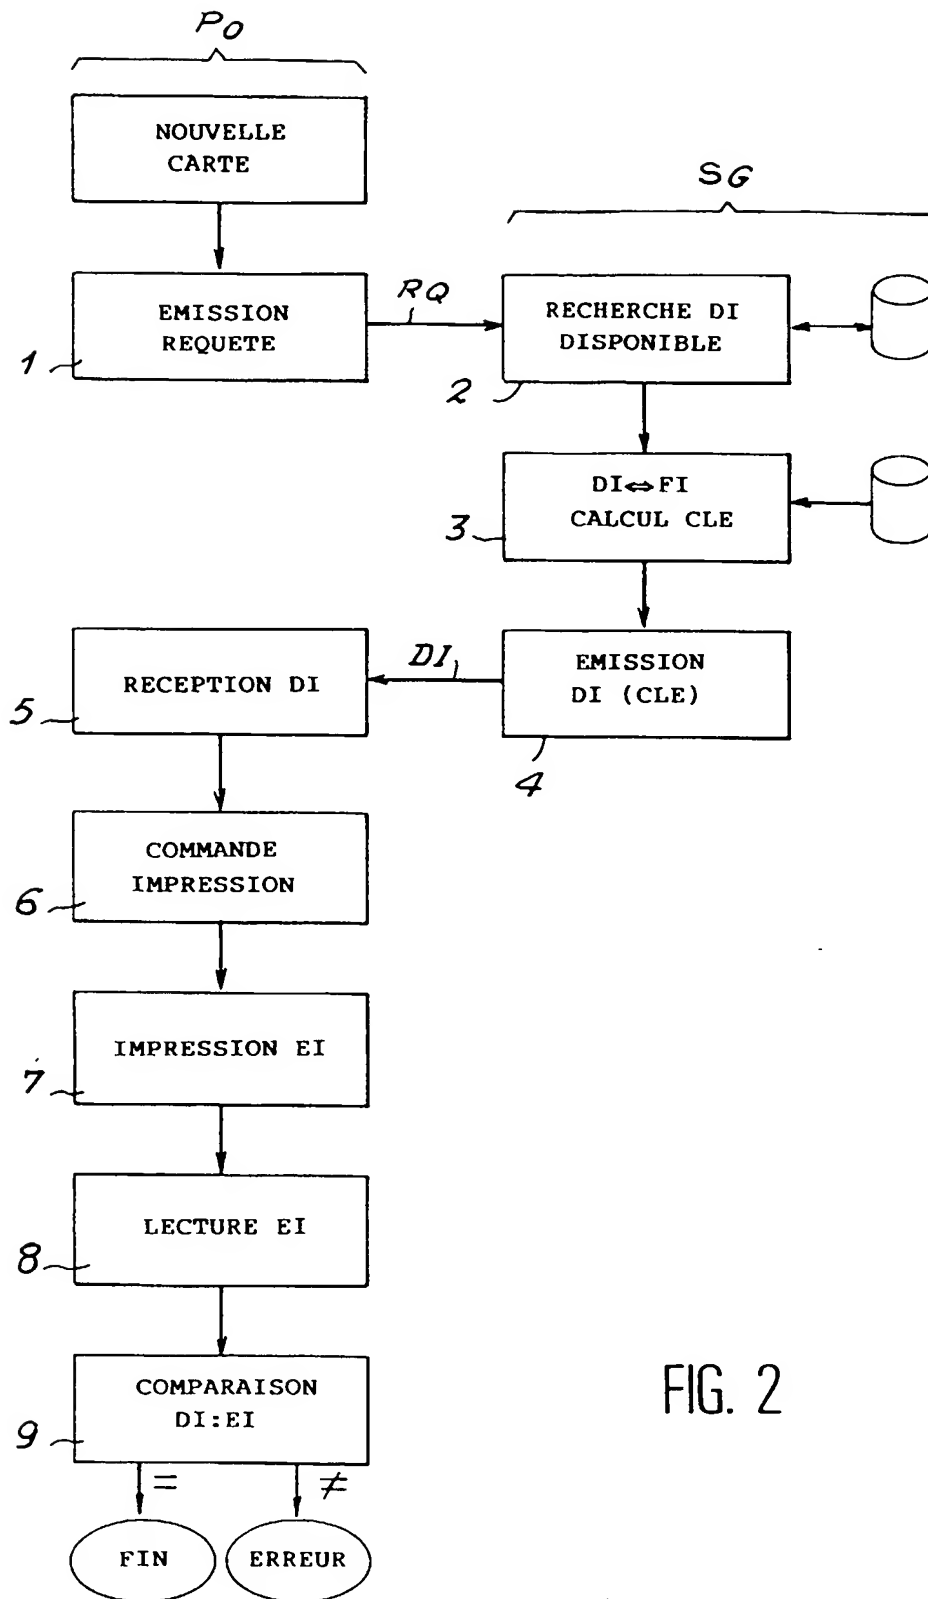 PO
NOUVELLE
CARTE
SG
EMISSION
REQUETE
1
RQ
RECHERCHE DI
DISPONIBLE
2
DI⇔FI
CALCUL CLE
3
EMISSION
DI (CLE)
4
DI
RECEPTION DI
5
COMMANDE
IMPRESSION
6
IMPRESSION EI
7
LECTURE EI
8
COMPARAISON
DI:EI
9
= ≠
FIN ERREUR
FIG. 2